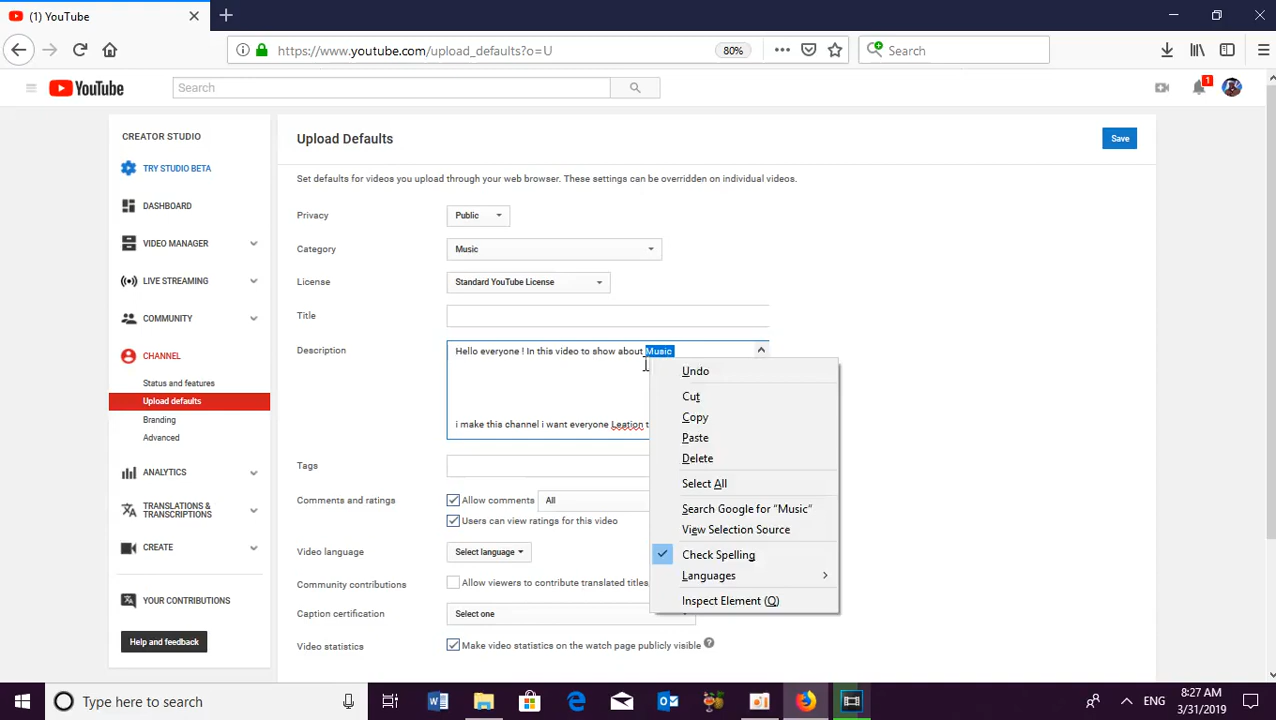 (1) YouTube
https://www.youtube.com/upload_defaults?o=U
80%
Search
YouTube
Search
1
CREATOR STUDIO
TRY STUDIO BETA
DASHBOARD
VIDEO MANAGER
LIVE STREAMING
COMMUNITY
CHANNEL
Status and features
Upload defaults
Branding
Advanced
ANALYTICS
TRANSLATIONS &
TRANSCRIPTIONS
CREATE
YOUR CONTRIBUTIONS
Help and feedback
Upload Defaults
Save
Set defaults for videos you upload through your web browser. These settings can be overridden on individual videos.
Privacy
Public
Category
Music
License
Standard YouTube License
Title
Description
Hello everyone ! In this video to show about Music
i make this channel i want everyone Leation t
Tags
Comments and ratings
Allow comments
All
Users can view ratings for this video
Video language
Select language
Community contributions
Allow viewers to contribute translated titles,
Caption certification
Select one
Video statistics
Make video statistics on the watch page publicly visible
?
Undo
Cut
Copy
Paste
Delete
Select All
Search Google for “Music”
View Selection Source
Check Spelling
Languages
Inspect Element (Q)
Type here to search
ENG
8:27 AM
3/31/2019